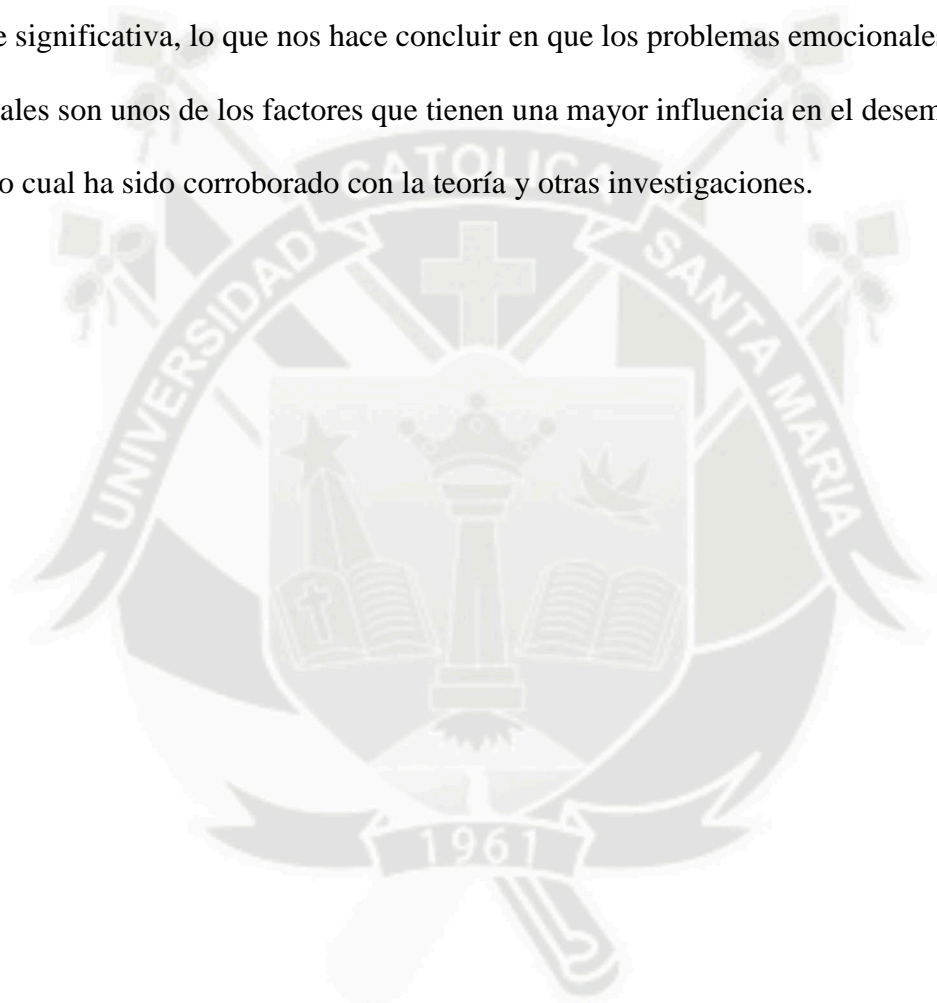 e significativa, lo que nos hace concluir en que los problemas emocionales
ales son unos de los factores que tienen una mayor influencia en el desem
o cual ha sido corroborado con la teoría y otras investigaciones.
UNIVERSIDAD CATOLICA SANTA MARIA
1961